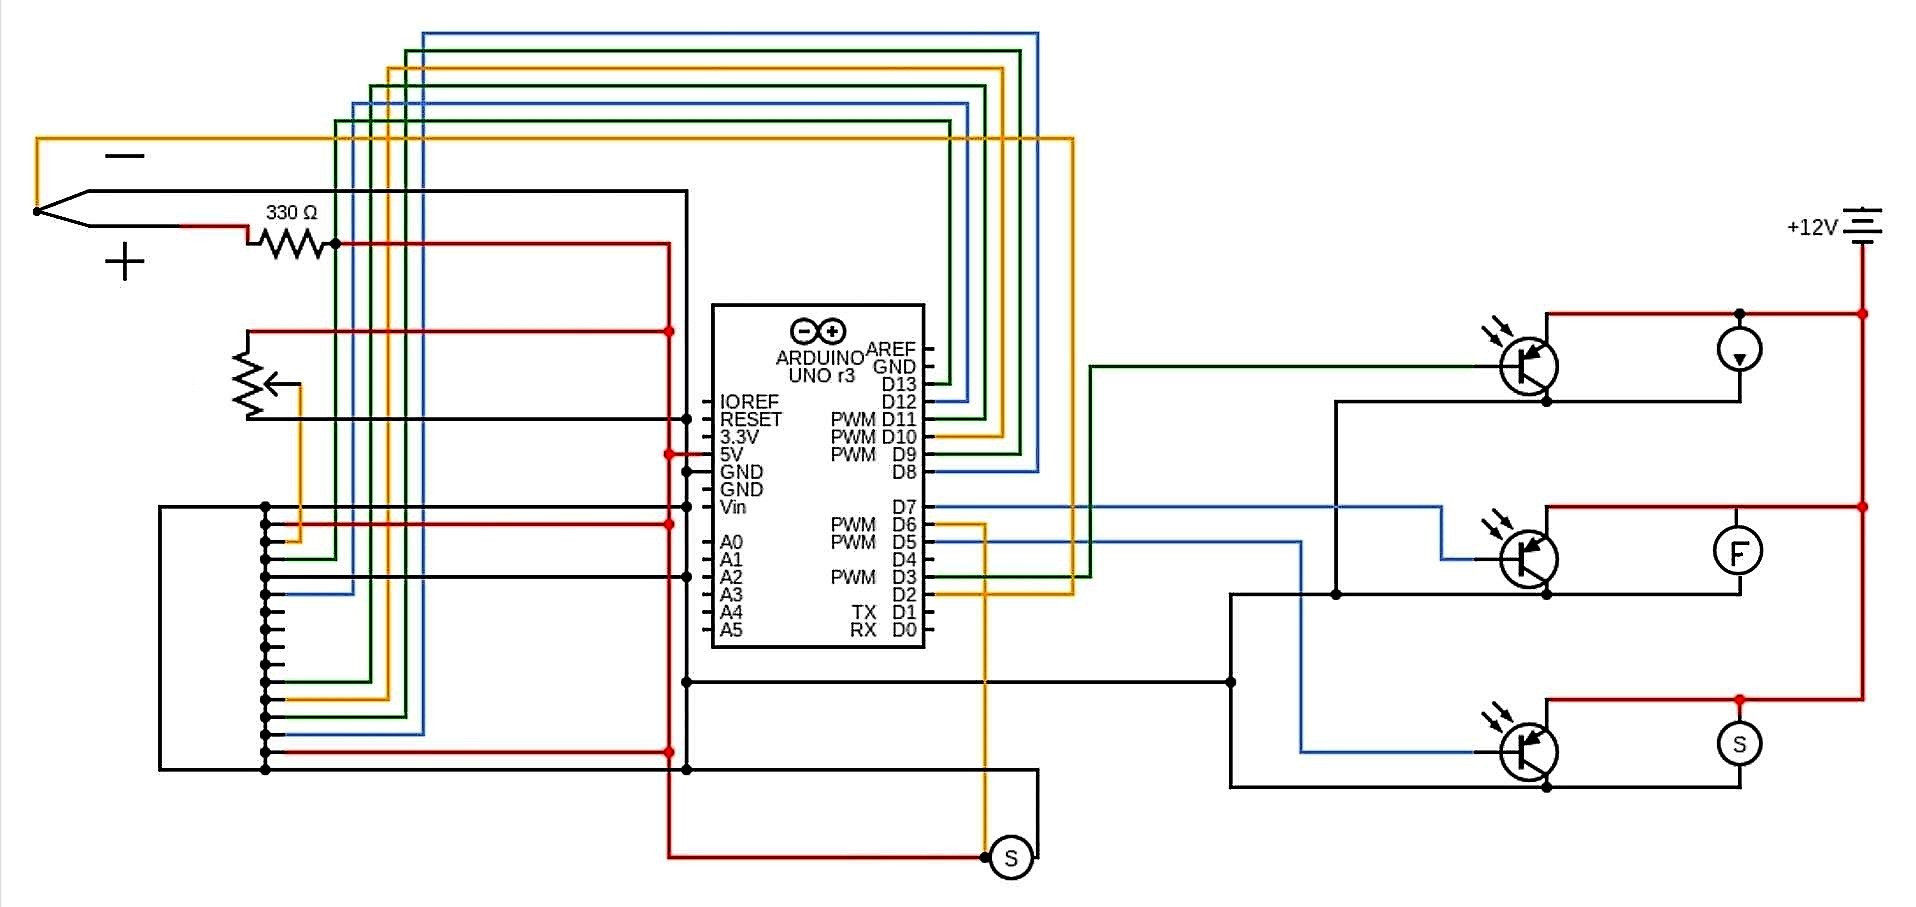 330 Ω
+12V
ARDUINO
UNO r3
AREF
GND
D13
IOREF
D12
RESET
PWM D11
3.3V
PWM D10
5V
PWM D9
GND
D8
GND
Vin
D7
PWM D6
A0
PWM D5
A1
D4
A2
PWM D3
A3
D2
A4
TX D1
A5
RX D0
F
S
S